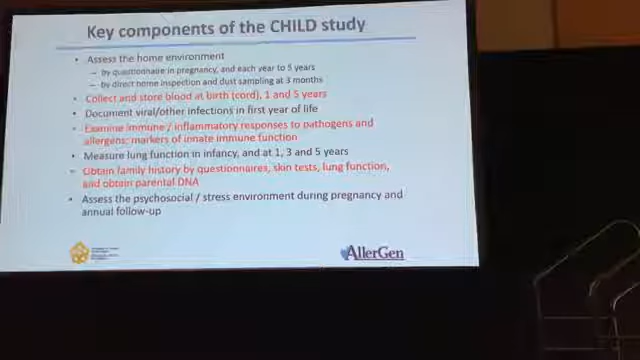 Key components of the CHILD study
• Assess the home environment
– by questionnaire in pregnancy, and each year to 5 years
– by direct home inspection and dust sampling at 3 months
• Collect and store blood at birth (cord), 1 and 5 years
• Document viral/other infections in first year of life
• Examine immune / inflammatory responses to pathogens and
allergens; markers of innate immune function
• Measure lung function in infancy, and at 1, 3 and 5 years
– Obtain family history by questionnaires, skin tests, lung function,
and obtain parental DNA
• Assess the psychosocial / stress environment during pregnancy and
annual follow-up
AllerGen